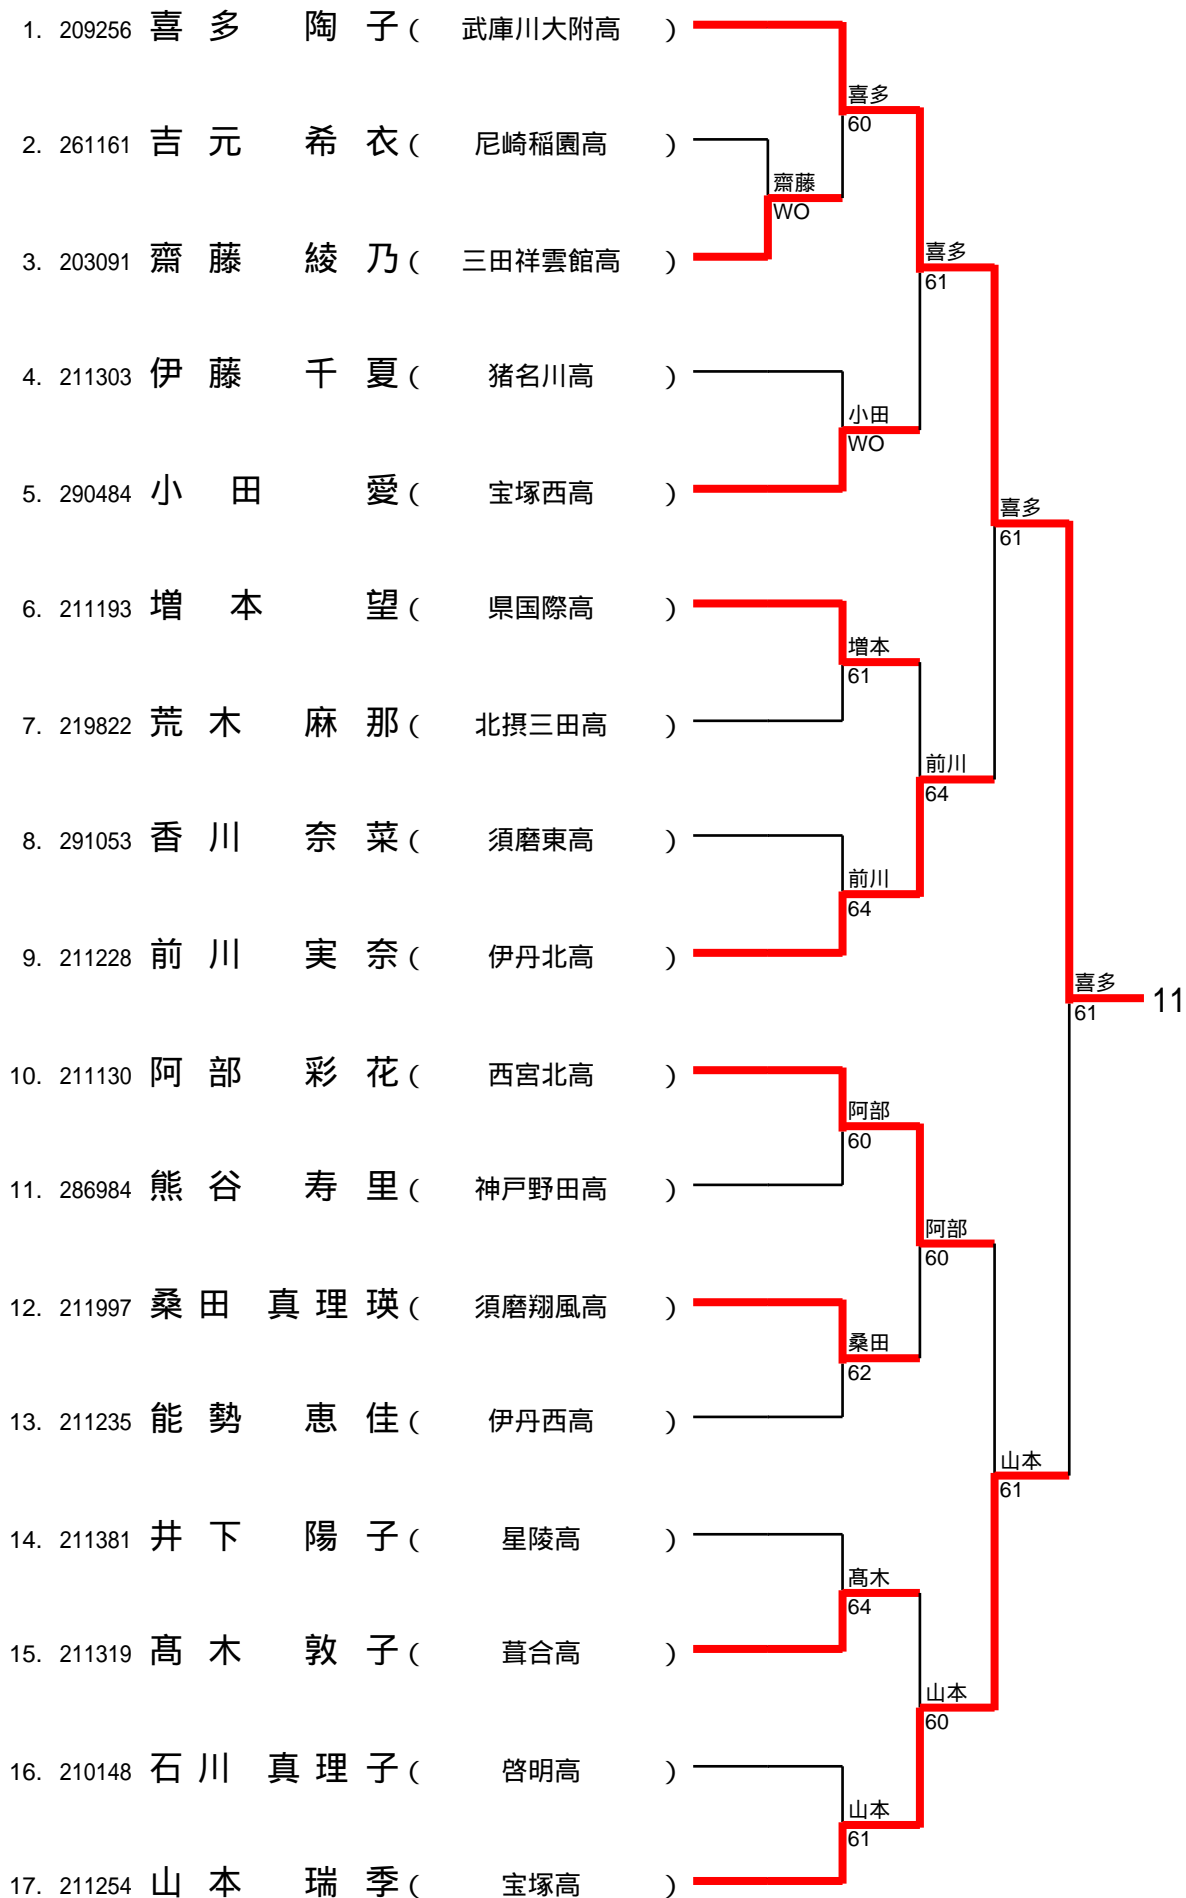 1. 209256 喜多 陶子 ( 武庫川大附高 )
喜多
60
2. 261161 吉元 希衣 ( 尼崎稲園高 )
齋藤
WO
3. 203091 齋藤 綾乃 ( 三田祥雲館高 )
喜多
61
4. 211303 伊藤 千夏 ( 猪名川高 )
小田
WO
5. 290484 小田 愛 ( 宝塚西高 )
喜多
61
6. 211193 増本 望 ( 県国際高 )
増本
61
7. 219822 荒木 麻那 ( 北摂三田高 )
前川
64
8. 291053 香川 奈菜 ( 須磨東高 )
前川
64
9. 211228 前川 実奈 ( 伊丹北高 )
喜多
61
11
10. 211130 阿部 彩花 ( 西宮北高 )
阿部
60
11. 286984 熊谷 寿里 ( 神戸野田高 )
阿部
60
12. 211997 桑田 真理瑛 ( 須磨翔風高 )
桑田
62
13. 211235 能勢 恵佳 ( 伊丹西高 )
山本
61
14. 211381 井下 陽子 ( 星陵高 )
髙木
64
15. 211319 髙木 敦子 ( 葺合高 )
山本
60
16. 210148 石川 真理子 ( 啓明高 )
山本
61
17. 211254 山本 瑞季 ( 宝塚高 )